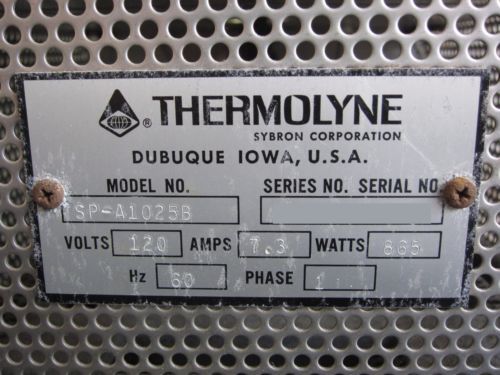 ® THERMOLYNE
SYBRON CORPORATION
DUBUQUE IOWA, U.S.A.
MODEL NO. SERIES NO. SERIAL NO.
SP-A1025B
VOLTS 120 AMPS 7.3 WATTS 865
Hz 60 PHASE 1